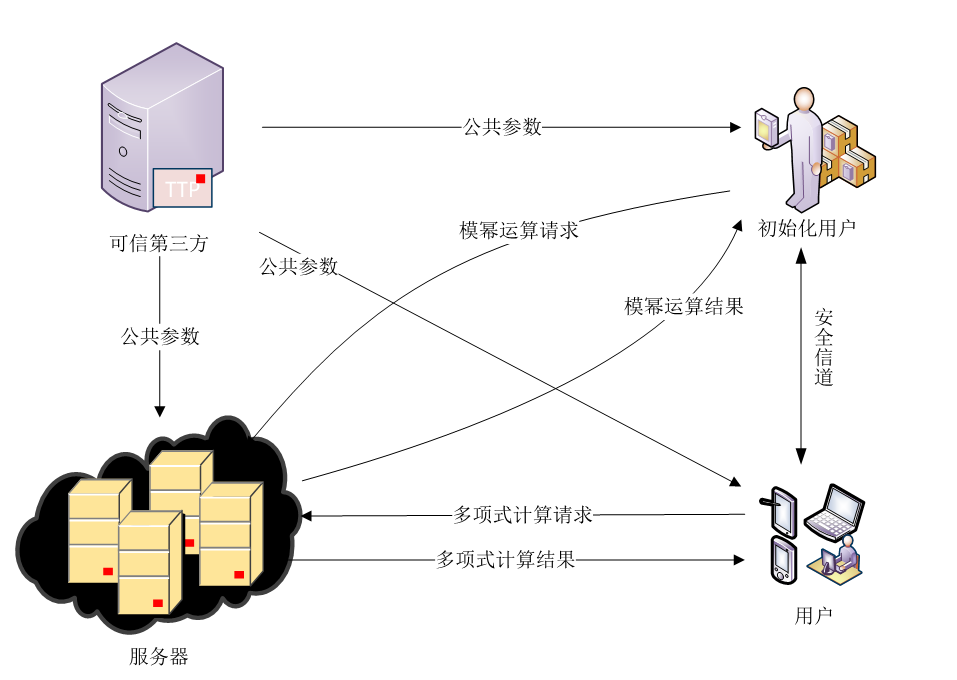 公共参数
TTP
可信第三方
初始化用户
模幂运算请求
公共参数
模幂运算结果
公共参数
安全信道
多项式计算请求
多项式计算结果
用户
服务器